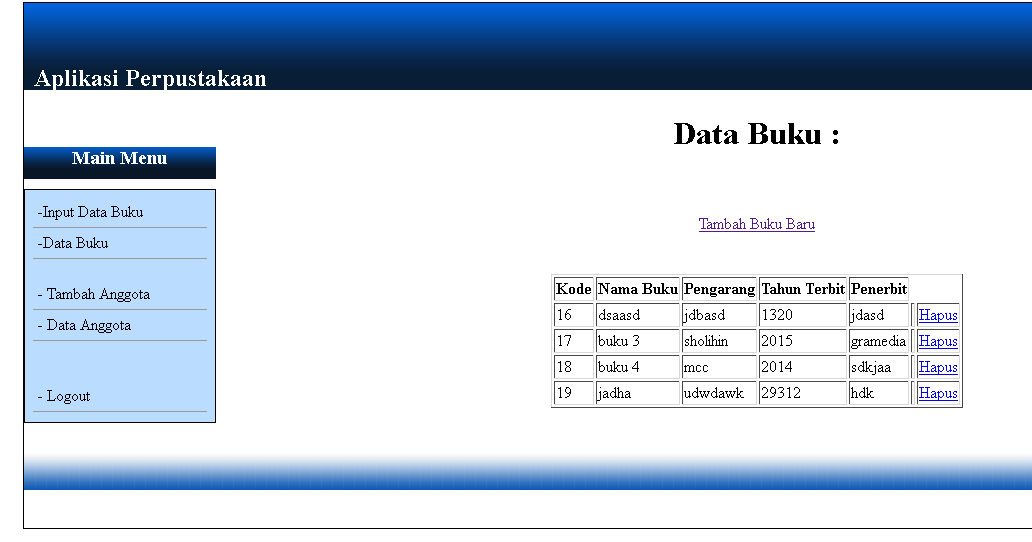 Aplikasi Perpustakaan
Main Menu
-Input Data Buku
-Data Buku
- Tambah Anggota
- Data Anggota
- Logout
Data Buku :
Tambah Buku Baru
Kode Nama Buku Pengarang Tahun Terbit Penerbit
16 dsaasd jdbasd 1320 jdasd Hapus
17 buku 3 sholihin 2015 gramedia Hapus
18 buku 4 mcc 2014 sdkjaa Hapus
19 jadha udwdawk 29312 hdk Hapus